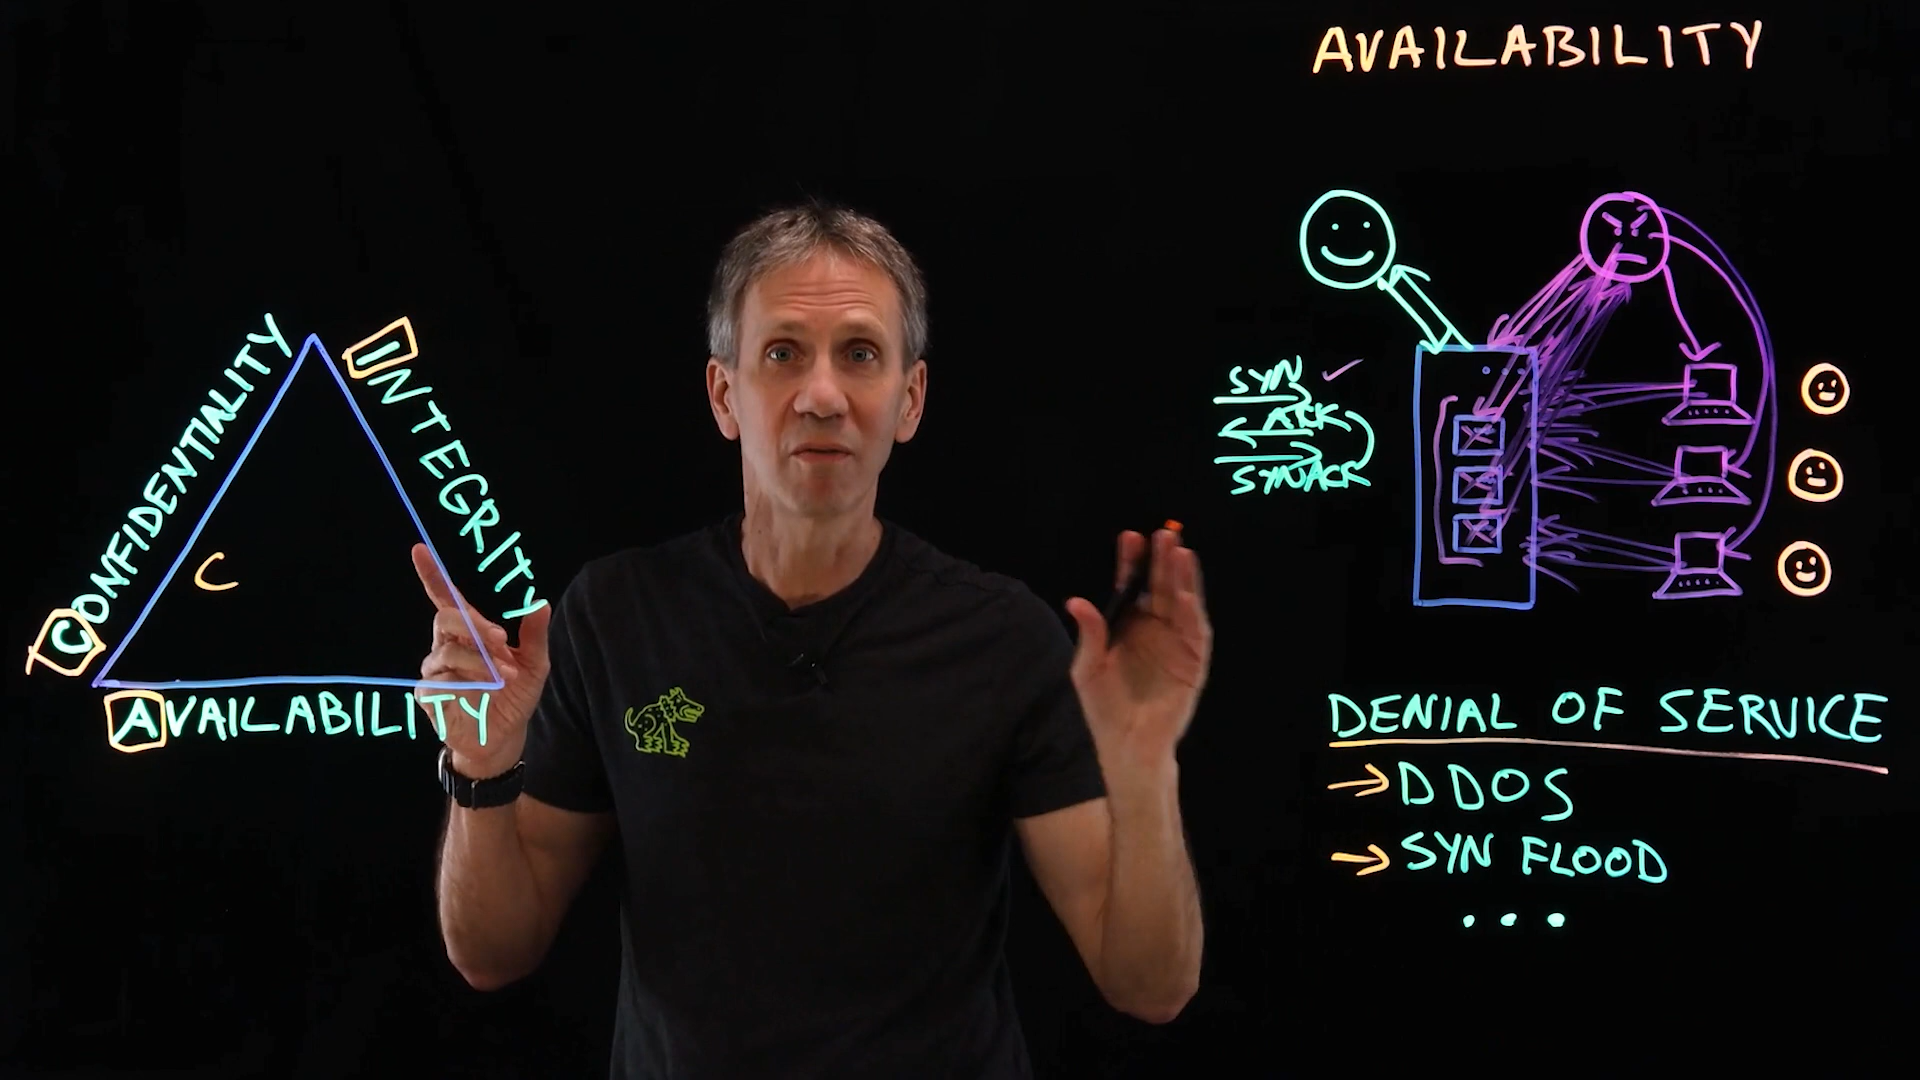 AVAILABILITY
CONFIDENTIALITY
INTEGRITY
C
AVAILABILITY
SYN ✓
ACK
SYNACK
DENIAL OF SERVICE
→ DDOS
→ SYN FLOOD
...